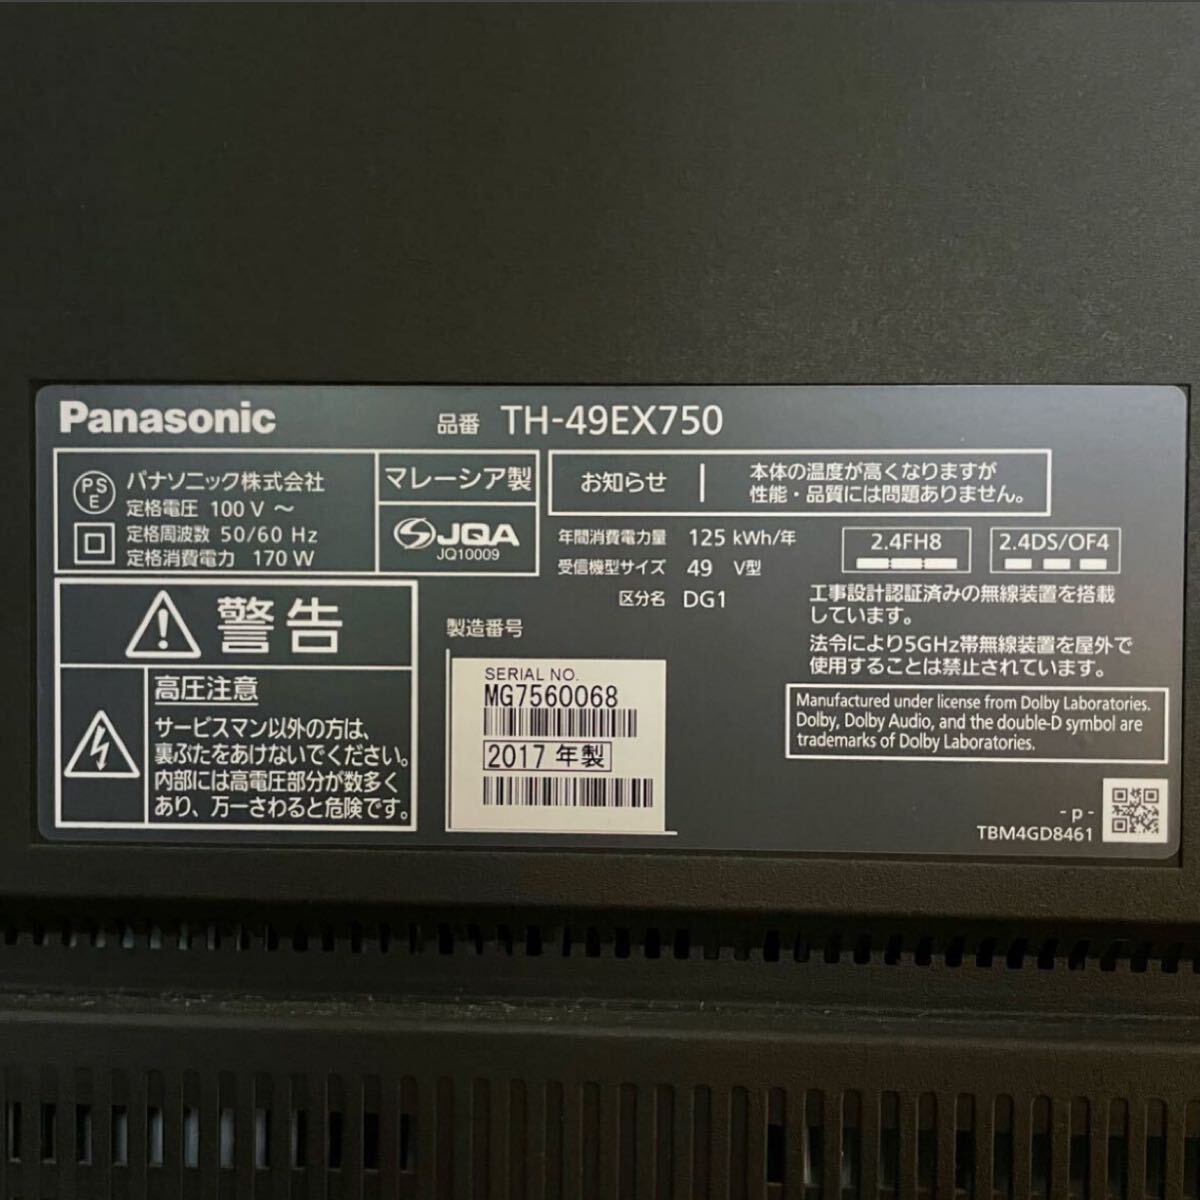 Panasonic
品番 TH-49EX750
PS
E
パナソニック株式会社
定格電圧 100 V ～
定格周波数 50/60 Hz
定格消費電力 170 W
マレーシア製
JQA
JQ10009
お知らせ
本体の温度が高くなりますが
性能・品質には問題ありません。
年間消費電力量 125 kWh/年
受信機型サイズ 49 V型
区分名 DG1
2.4FH8
2.4DS/OF4
工事設計認証済みの無線装置を搭載
しています。
法令により5GHz帯無線装置を屋外で
使用することは禁止されています。
警告
高圧注意
サービスマン以外の方は、
裏ぶたをあけないでください。
内部には高電圧部分が数多く
あり、万一さわると危険です。
製造番号
SERIAL NO.
MG7560068
2017 年製
Manufactured under license from Dolby Laboratories.
Dolby, Dolby Audio, and the double-D symbol are
trademarks of Dolby Laboratories.
- p -
TBM4GD8461